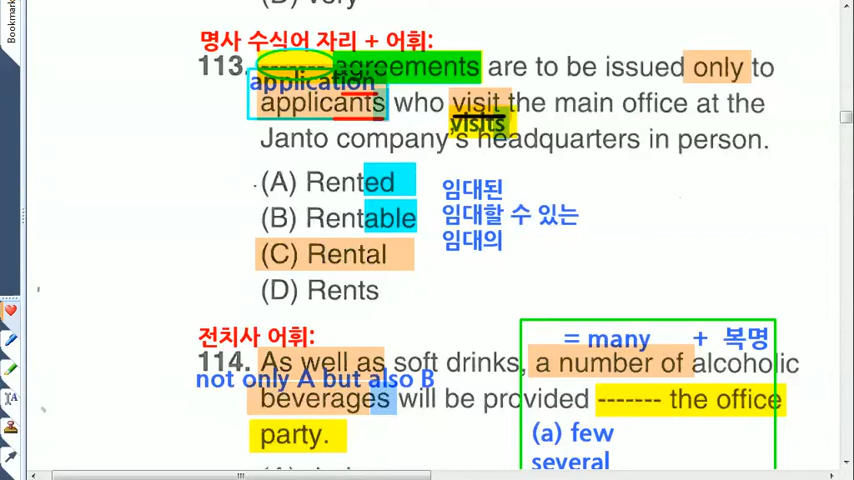 Bookmar
(D) very
명사 수식어 자리 + 어휘:
113. ------- agreements are to be issued only to
application
applicants who visit the main office at the
visits
Janto company's headquarters in person.
(A) Rented 임대된
(B) Rentable 임대할 수 있는
(C) Rental 임대의
(D) Rents
전치사 어휘:
= many + 복명
114. As well as soft drinks, a number of alcoholic
not only A but also B
beverages will be provided ------- the office
party.
(a) few
several